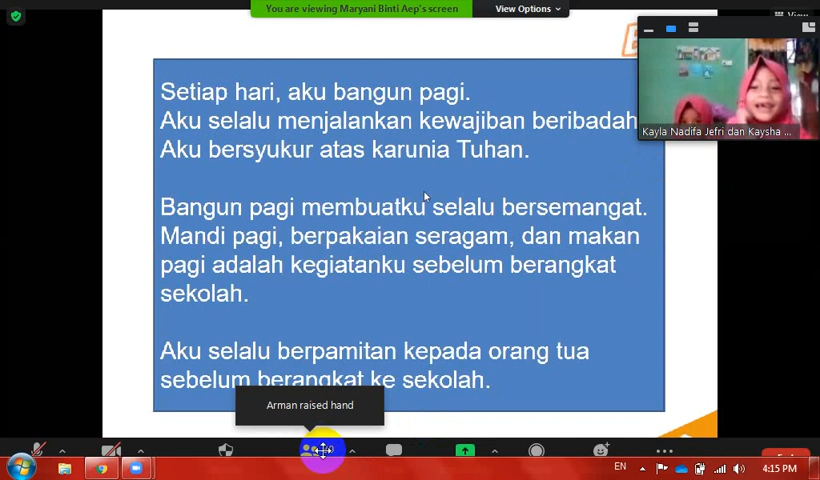 You are viewing Maryani Binti Aep's screen
View Options
View
Kayla Nadifa Jefri dan Kaysha ...
Setiap hari, aku bangun pagi.
Aku selalu menjalankan kewajiban beribadah
Aku bersyukur atas karunia Tuhan.
Bangun pagi membuatku selalu bersemangat.
Mandi pagi, berpakaian seragam, dan makan
pagi adalah kegiatanku sebelum berangkat
sekolah.
Aku selalu berpamitan kepada orang tua
sebelum berangkat ke sekolah.
Arman raised hand
EN
4:15 PM